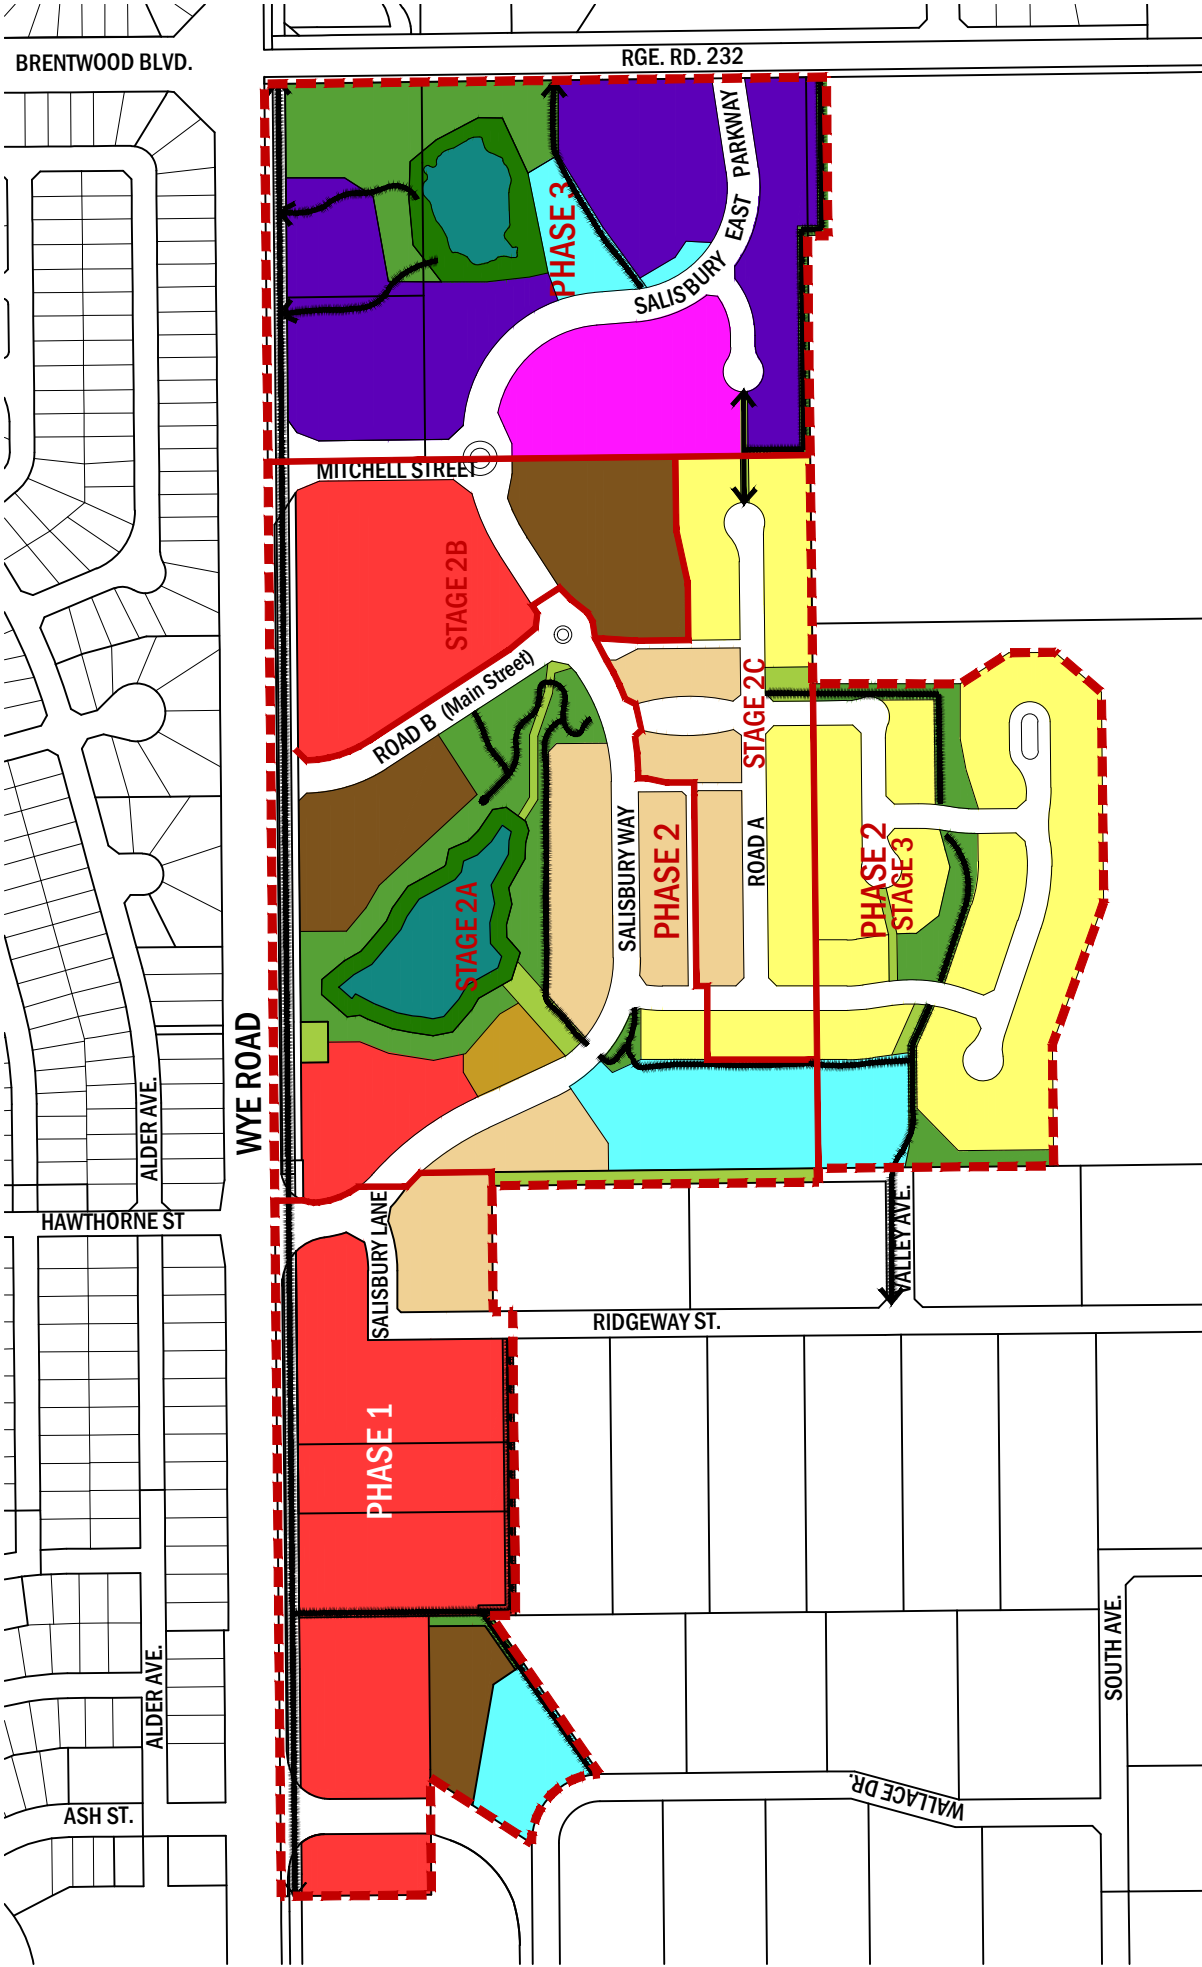 BRENTWOOD BLVD.
RGE. RD. 232
SALISBURY EAST PARKWAY
PHASE 3
MITCHELL STREET
STAGE 2B
ROAD B (Main Street)
STAGE 2C
SALISBURY WAY
PHASE 2
ROAD A
PHASE 2
STAGE 3
STAGE 2A
WYE ROAD
ALDER AVE.
HAWTHORNE ST
SALISBURY LANE
VALLEY AVE.
RIDGEWAY ST.
PHASE 1
SOUTH AVE.
ALDER AVE.
WALLACE DR.
ASH ST.